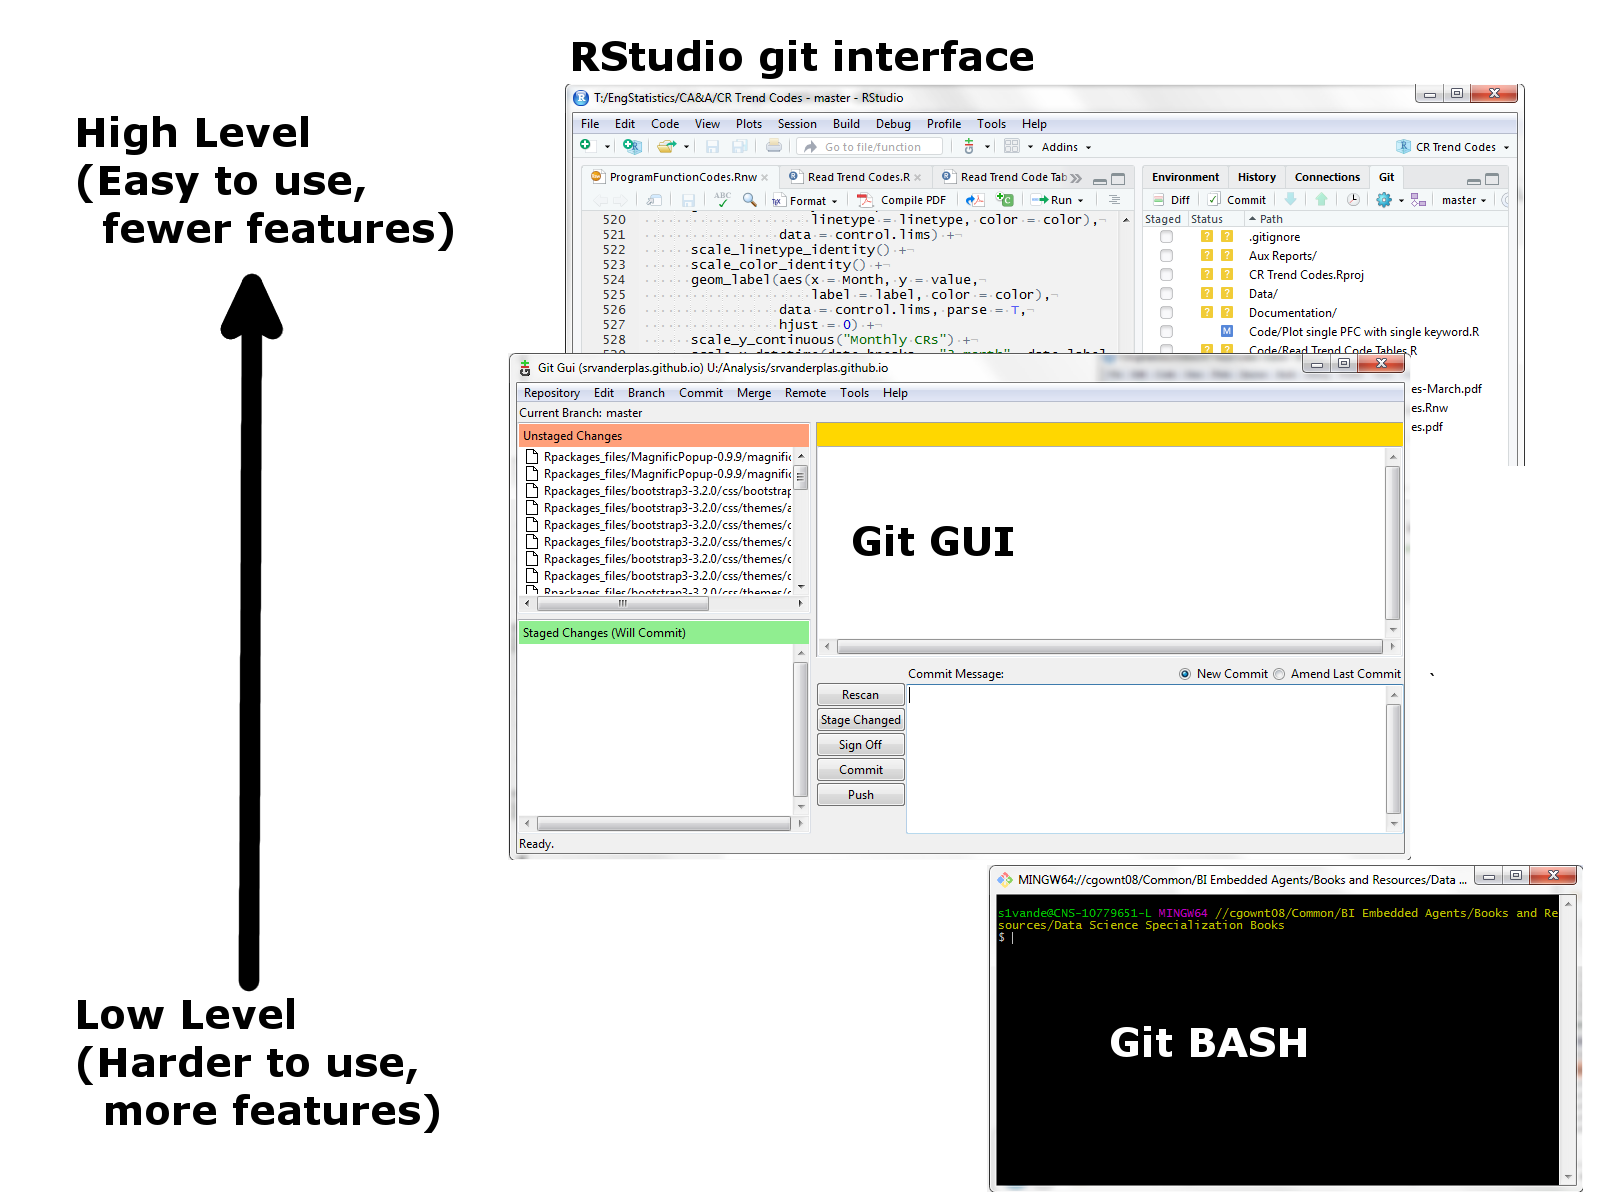 RStudio git interface
High Level
(Easy to use,
fewer features)
Low Level
(Harder to use,
more features)
T:/EngStatistics/CA&A/CR Trend Codes - master - RStudio
File Edit Code View Plots Session Build Debug Profile Tools Help
Go to file/function Addins CR Trend Codes
ProgramFunctionCodes.Rnw Read Trend Codes.R Read Trend Code Tab
Format Compile PDF Run
520 linetype = linetype, color = color),
521 data = control.lims) +
522 scale_linetype_identity() +
523 scale_color_identity() +
524 geom_label(aes(x = Month, y = value,
525 label = label, color = color),
526 data = control.lims, parse = T,
527 hjust = 0) +
528 scale_y_continuous("Monthly CRs") +
Environment History Connections Git
Diff Commit master
Staged Status Path
.gitignore
Aux Reports/
CR Trend Codes.Rproj
Data/
Documentation/
M Code/Plot single PFC with single keyword.R
Code/Read Trend Code Tables.R
es-March.pdf
es.Rnw
es.pdf
Git Gui (srvanderplas.github.io) U:/Analysis/srvanderplas.github.io
Repository Edit Branch Commit Merge Remote Tools Help
Current Branch: master
Unstaged Changes
Rpackages_files/MagnificPopup-0.9.9/magnific
Rpackages_files/MagnificPopup-0.9.9/magnific
Rpackages_files/bootstrap3-3.2.0/css/bootstrap
Rpackages_files/bootstrap3-3.2.0/css/themes/a
Rpackages_files/bootstrap3-3.2.0/css/themes/c
Rpackages_files/bootstrap3-3.2.0/css/themes/c
Rpackages_files/bootstrap3-3.2.0/css/themes/c
Rpackages_files/bootstrap3-3.2.0/css/themes/c
Rpackages_files/bootstrap3-3.2.0/css/themes/c
Git GUI
Staged Changes (Will Commit)
Commit Message: New Commit Amend Last Commit
Rescan
Stage Changed
Sign Off
Commit
Push
Ready.
MINGW64://cgownt08/Common/BI Embedded Agents/Books and Resources/Data ...
s1vande@CNS-10779651-L MINGW64 //cgownt08/Common/BI Embedded Agents/Books and Re
sources/Data Science Specialization Books
$
Git BASH